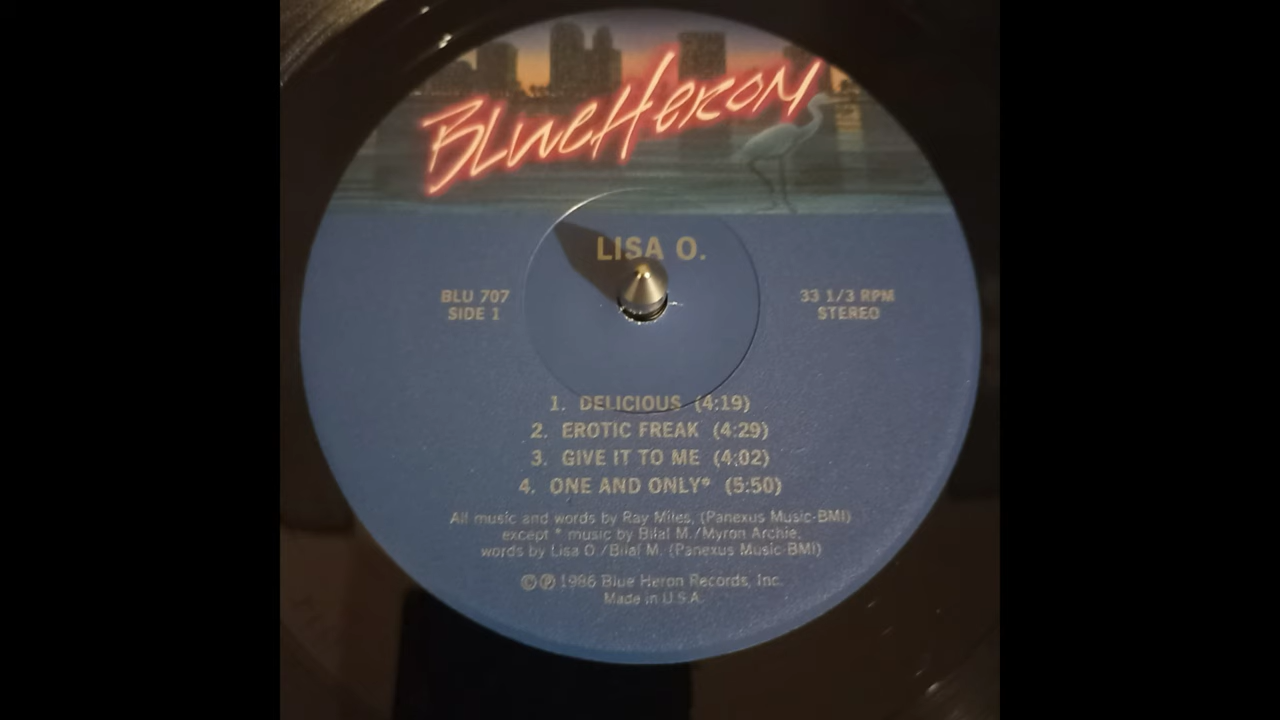 BLUE HERON
LISA O.
BLU 707
SIDE 1
33 1/3 RPM
STEREO
1. DELICIOUS (4:19)
2. EROTIC FREAK (4:29)
3. GIVE IT TO ME (4:02)
4. ONE AND ONLY* (5:50)
All music and words by Ray Miles, (Panexus Music-BMI)
except * music by Bilal M./Myron Archie,
words by Lisa O./Bilal M. (Panexus Music-BMI)
©℗ 1986 Blue Heron Records, Inc.
Made in U.S.A.